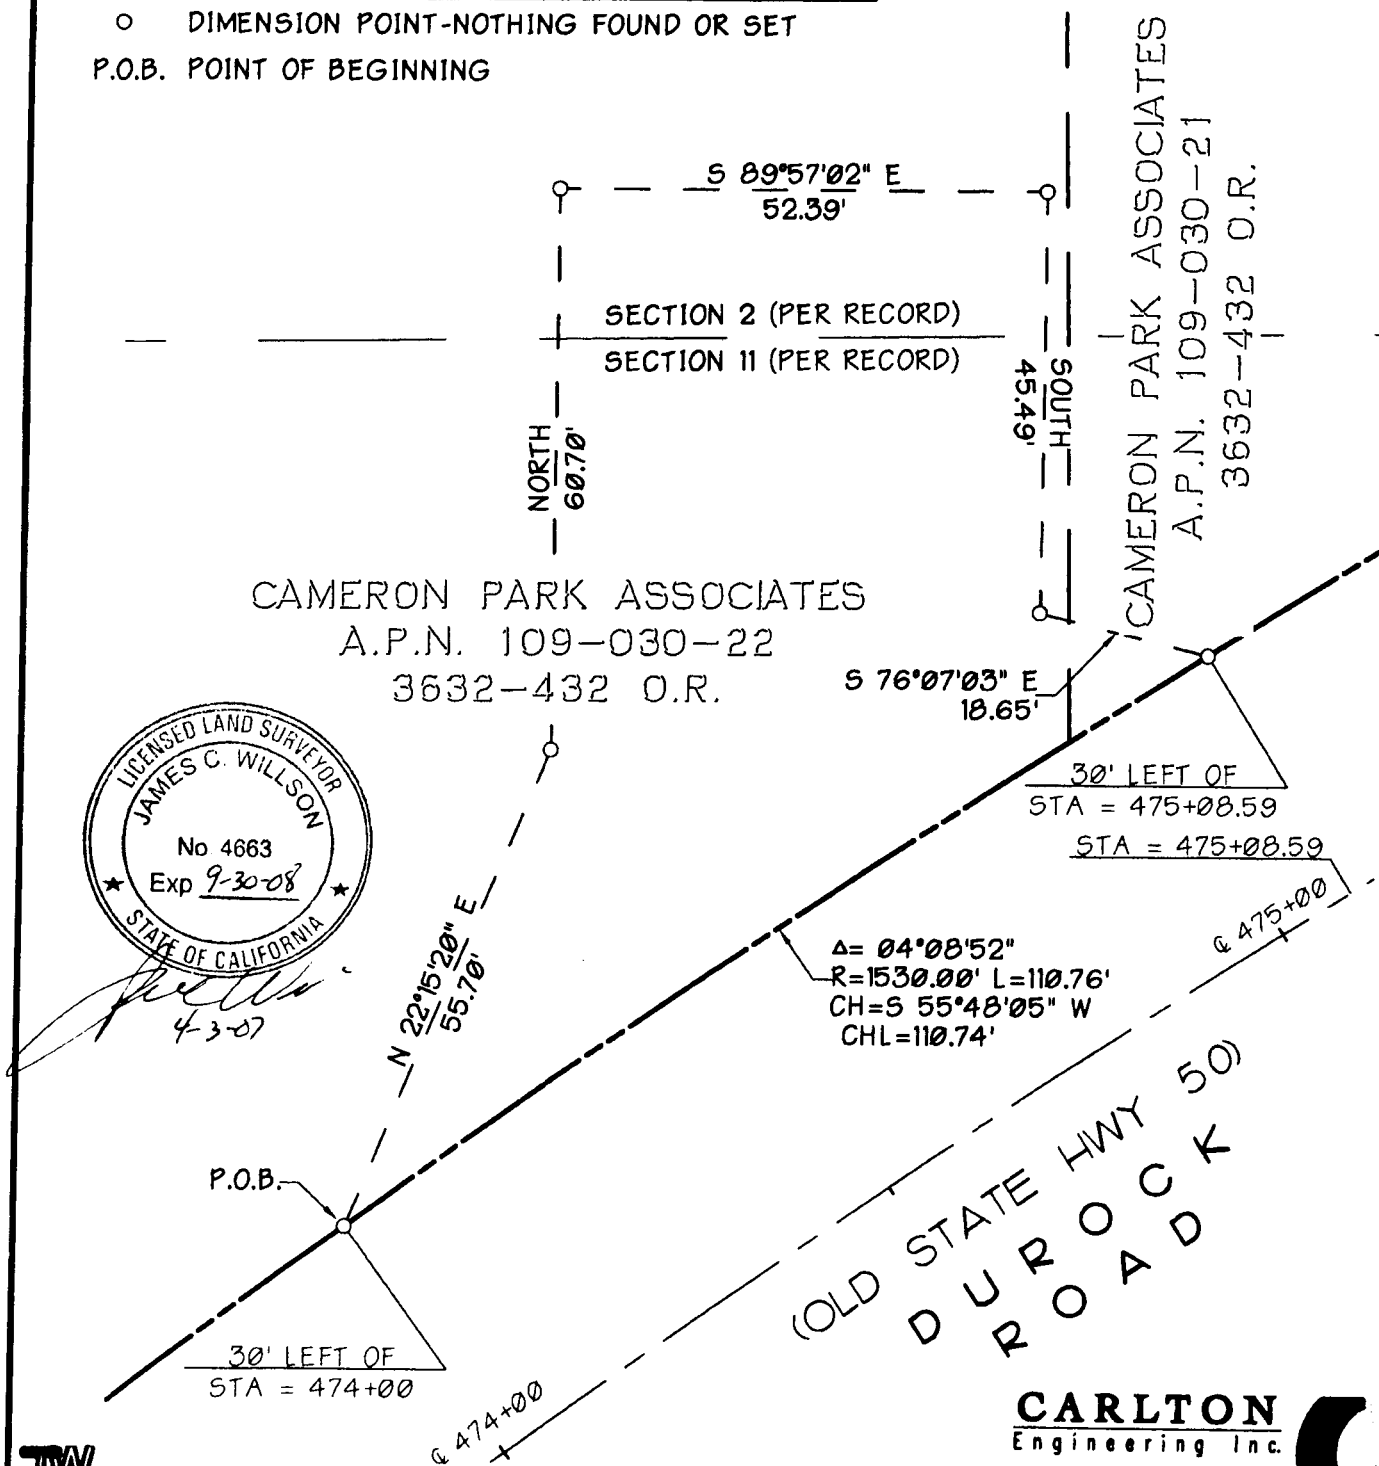 ○ DIMENSION POINT-NOTHING FOUND OR SET
P.O.B. POINT OF BEGINNING
S 89°57'02" E
52.39'
SECTION 2 (PER RECORD)
SECTION 11 (PER RECORD)
NORTH
60.70'
SOUTH
45.49'
CAMERON PARK ASSOCIATES
A.P.N. 109-030-21
3632-432 O.R.
CAMERON PARK ASSOCIATES
A.P.N. 109-030-22
3632-432 O.R.
S 76°07'03" E
18.65'
LICENSED LAND SURVEYOR
JAMES C. WILLSON
No 4663
Exp 9-30-08
STATE OF CALIFORNIA
4-3-07
30' LEFT OF
STA = 475+08.59
STA = 475+08.59
℄ 475+00
N 22°15'20" E
55.70'
Δ= 04°08'52"
R=1530.00' L=110.76'
CH=S 55°48'05" W
CHL=110.74'
P.O.B.
30' LEFT OF
STA = 474+00
℄ 474+00
(OLD STATE HWY 50)
DUROCK
ROAD
CARLTON
Engineering Inc.